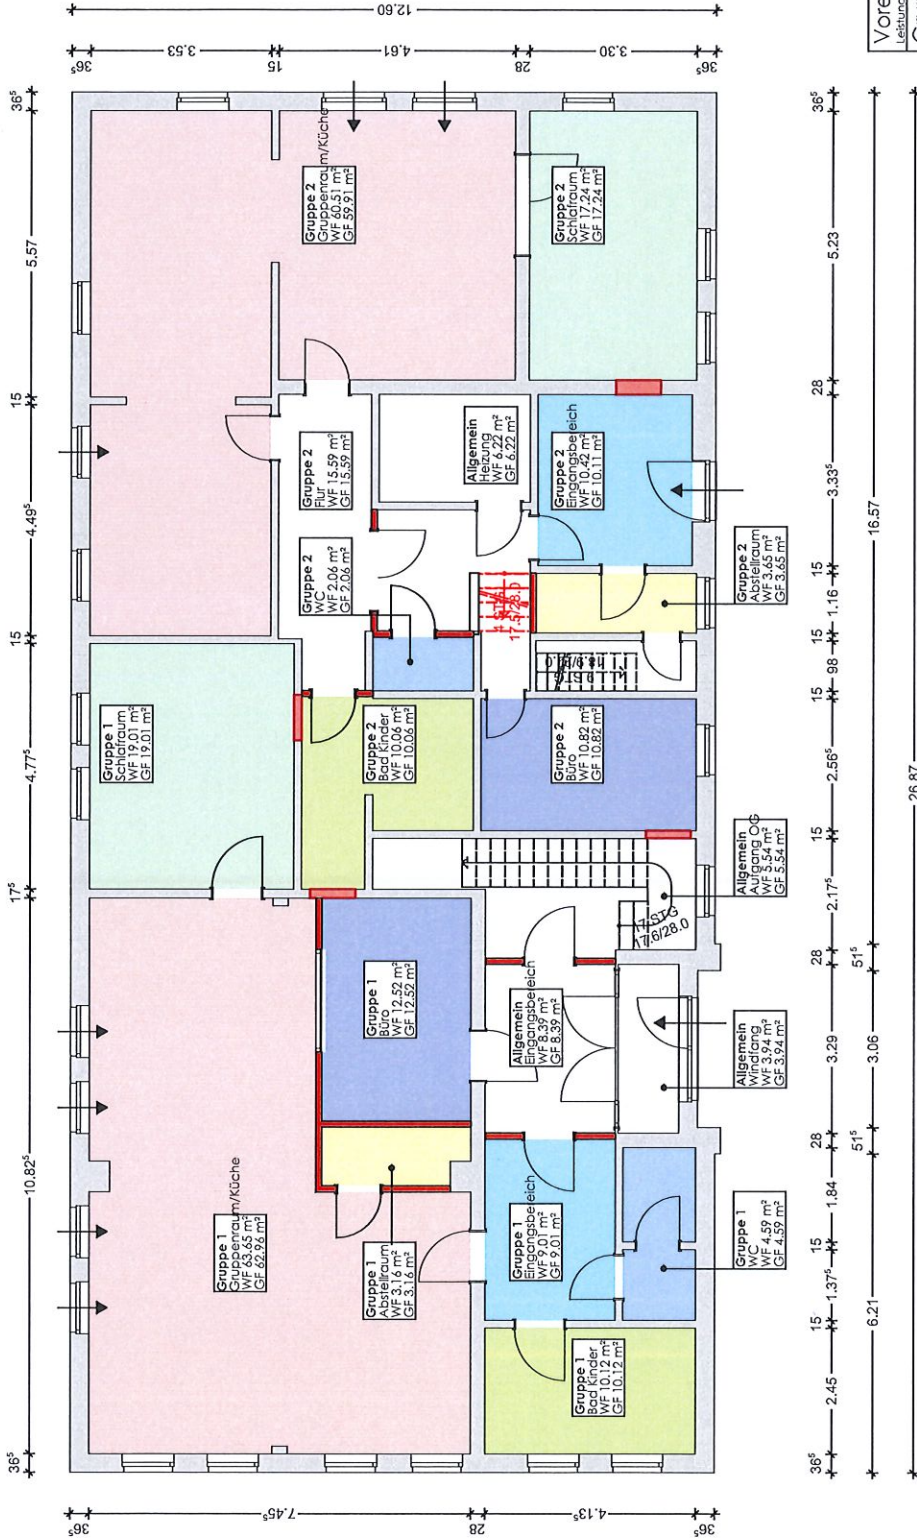 12.60
36⁵
3.53
15
4.61
28
3.30
36⁵
36⁵
10.82⁵
17⁵
4.77⁵
15
4.49⁵
15
5.57
36⁵
36⁵
7.45⁵
28
4.13⁵
36⁵
Gruppe 1
Gruppenraum/Küche
WF 63.65 m²
GF 62.96 m²
Gruppe 1
Schlafraum
WF 19.01 m²
GF 19.01 m²
Gruppe 2
Gruppenraum/Küche
WF 60.51 m²
GF 59.91 m²
Gruppe 1
Abstellraum
WF 3.16 m²
GF 3.16 m²
Gruppe 1
Büro
WF 12.52 m²
GF 12.52 m²
Gruppe 2
Bad Kinder
WF 10.06 m²
GF 10.06 m²
Gruppe 2
WC
WF 2.06 m²
GF 2.06 m²
Gruppe 2
Flur
WF 15.59 m²
GF 15.59 m²
Allgemein
Heizung
WF 6.22 m²
GF 6.22 m²
Gruppe 1
Eingangsbereich
WF 9.01 m²
GF 9.01 m²
Allgemein
Eingangsbereich
WF 8.39 m²
GF 8.39 m²
Gruppe 2
Büro
WF 10.82 m²
GF 10.82 m²
4 STG
17.5/28.0
9 STG
Gruppe 2
Eingangsbereich
WF 10.42 m²
GF 10.11 m²
Gruppe 2
Schlafraum
WF 17.24 m²
GF 17.24 m²
Gruppe 1
Bad Kinder
WF 10.12 m²
GF 10.12 m²
17 STG
17.6/28.0
Gruppe 1
WC
WF 4.59 m²
GF 4.59 m²
Allgemein
Windfang
WF 3.94 m²
GF 3.94 m²
Allgemein
Aufgang OG
WF 5.54 m²
GF 5.54 m²
Gruppe 2
Abstellraum
WF 3.65 m²
GF 3.65 m²
36⁵
2.45
15
1.37⁵
15
1.84
28
3.29
28
2.17⁵
15
2.56⁵
15
98
15
1.16
15
3.33⁵
28
5.23
36⁵
6.21
51⁵
3.06
51⁵
16.57
26.87